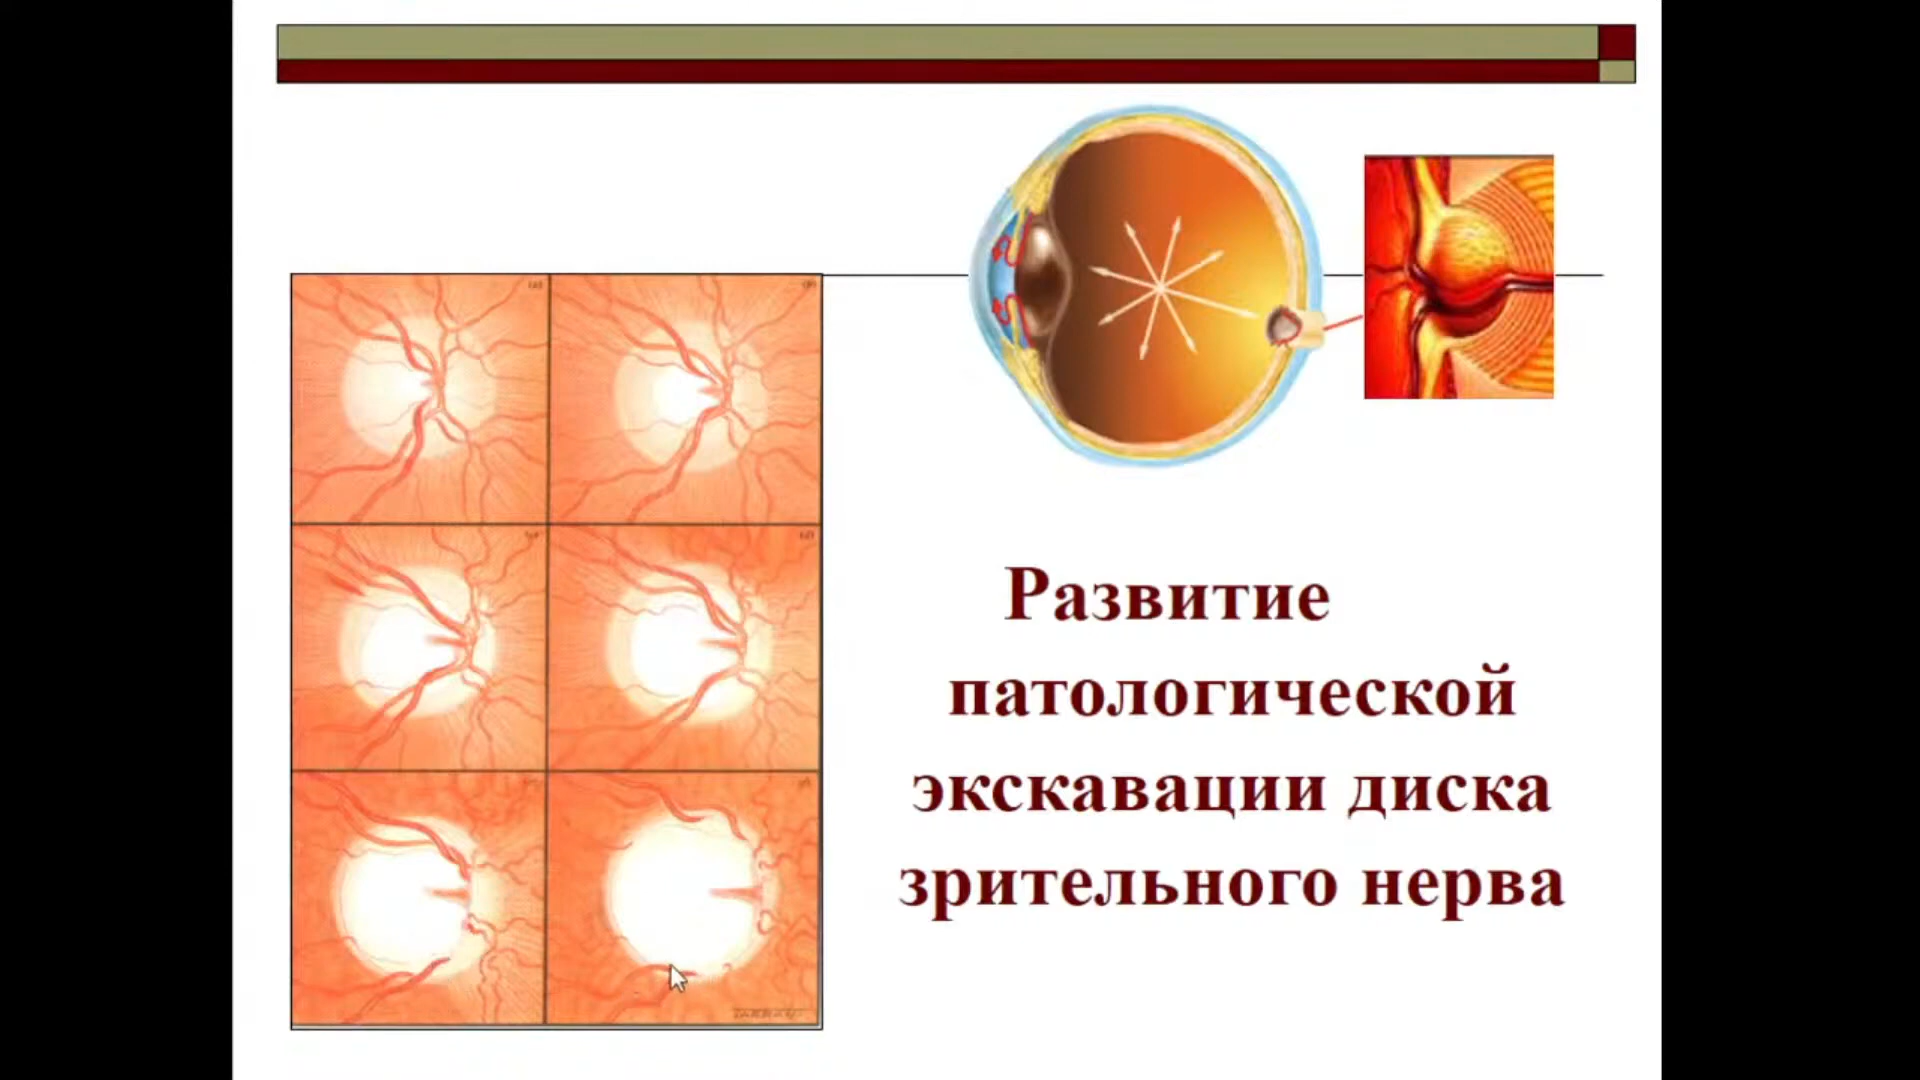 Развитие
патологической
экскавации диска
зрительного нерва